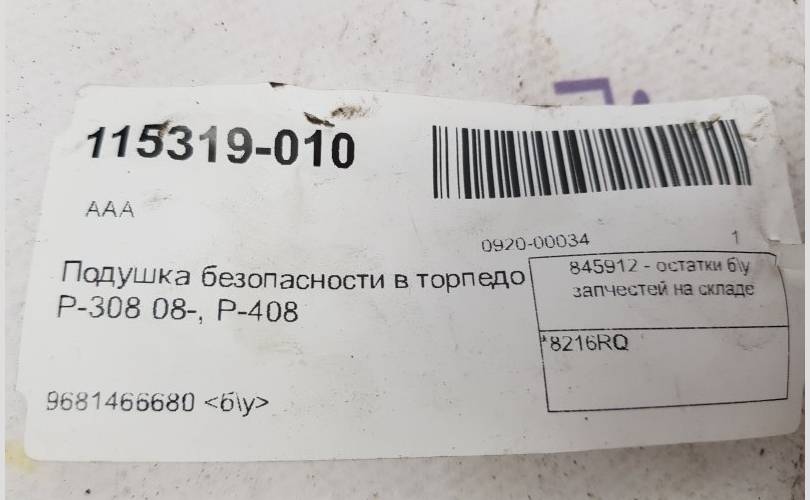 115319-010
AAA
0920-00034 1
Подушка безопасности в торпедо
P-308 08-, P-408
845912 - остатки б\у
запчестей на складе
*8216RQ
9681466680 <б\у>